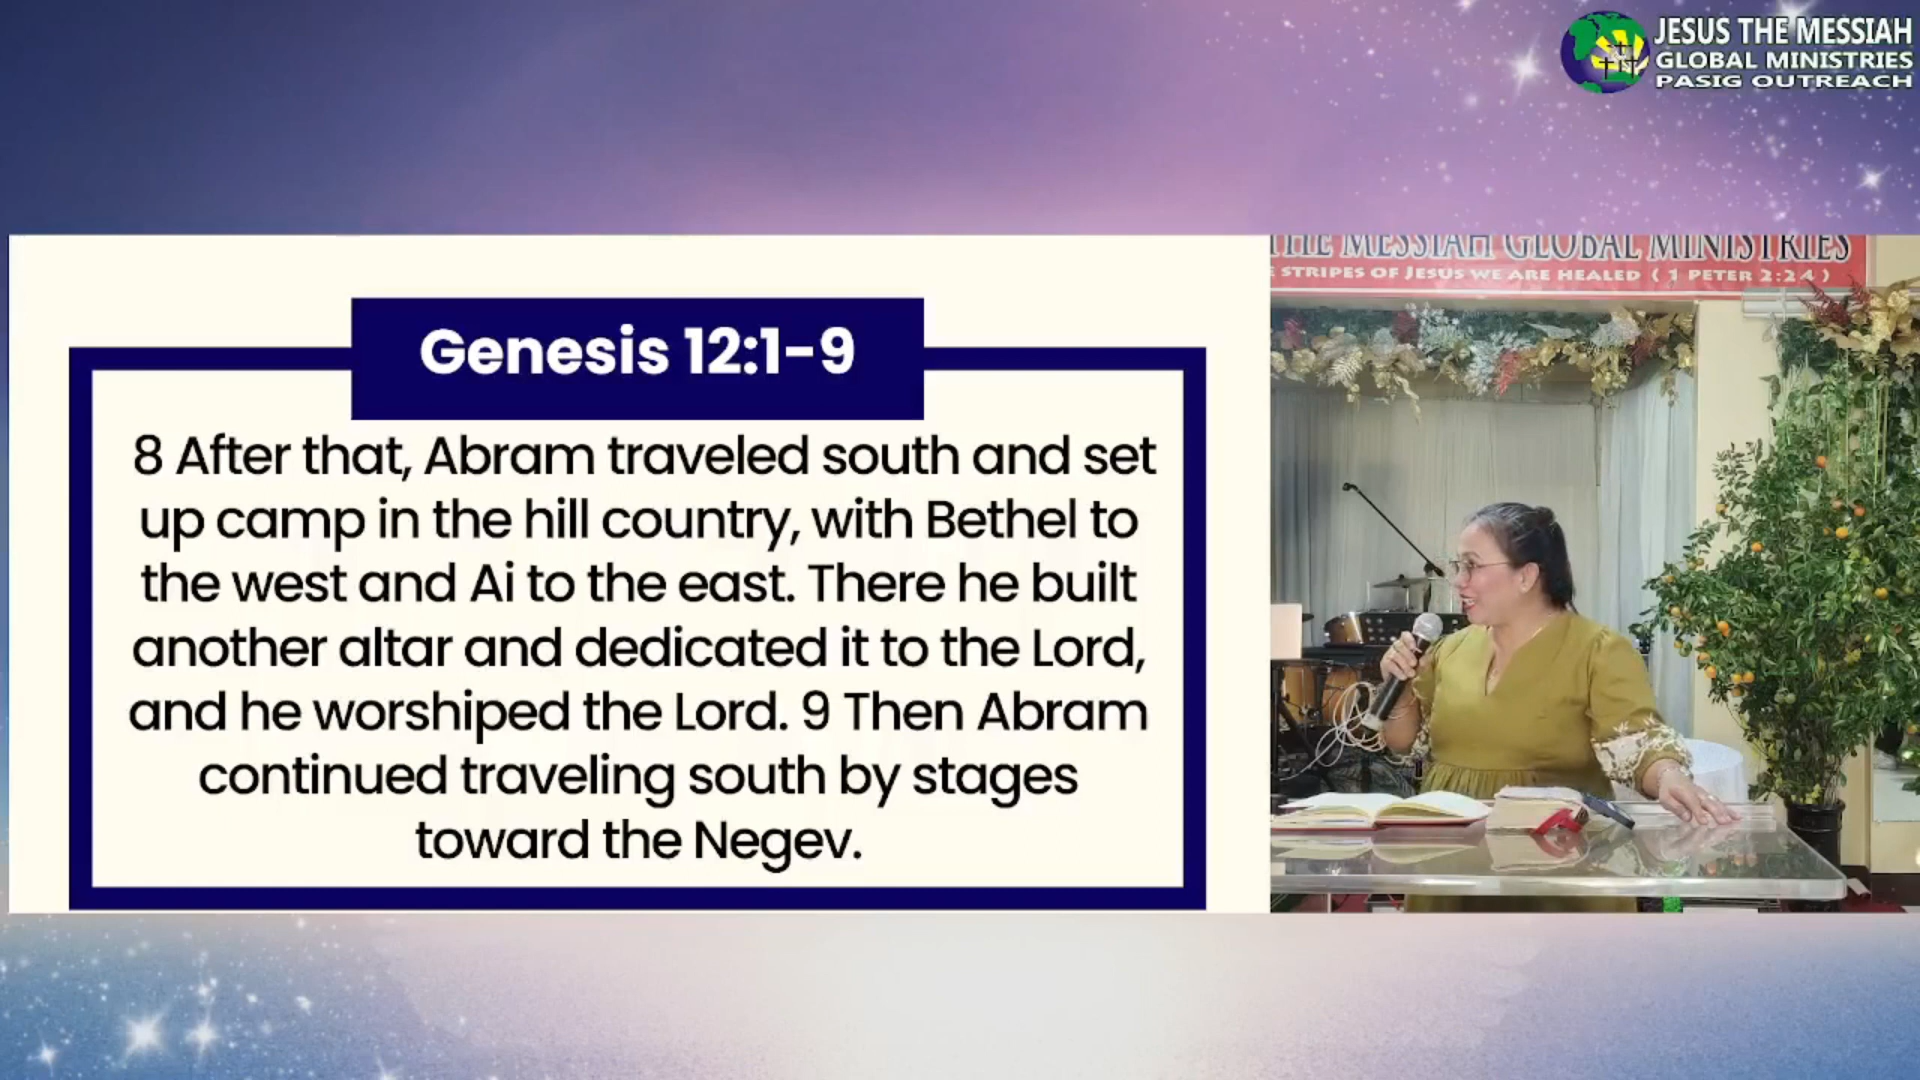 JESUS THE MESSIAH
GLOBAL MINISTRIES
PASIG OUTREACH
THE MESSIAH GLOBAL MINISTRIES
STRIPES OF JESUS WE ARE HEALED ( 1 PETER 2:24 )
Genesis 12:1-9
8 After that, Abram traveled south and set
up camp in the hill country, with Bethel to
the west and Ai to the east. There he built
another altar and dedicated it to the Lord,
and he worshiped the Lord. 9 Then Abram
continued traveling south by stages
toward the Negev.